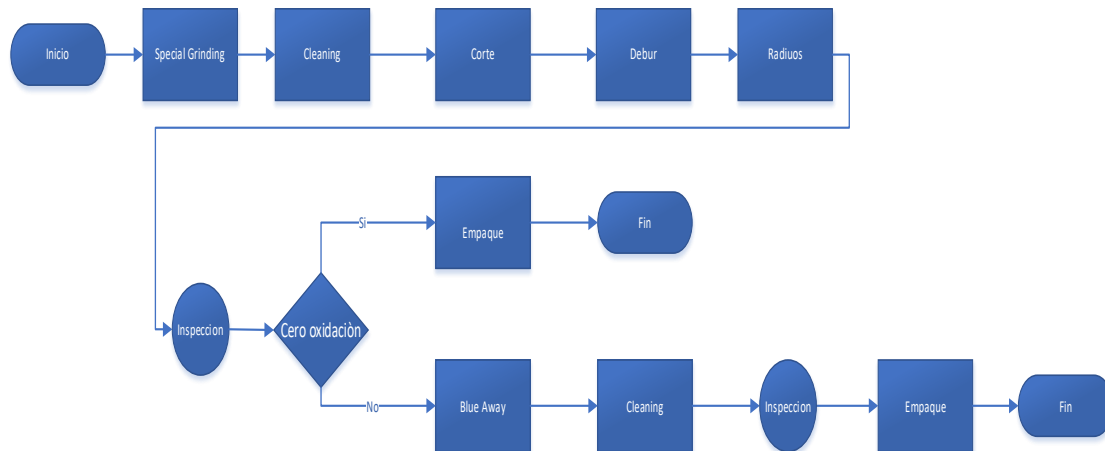 Inicio
Special Grinding
Cleaning
Corte
Debur
Radiuos
Si
Empaque
Fin
Inspeccion
Cero oxidaciòn
No
Blue Away
Cleaning
Inspeccion
Empaque
Fin